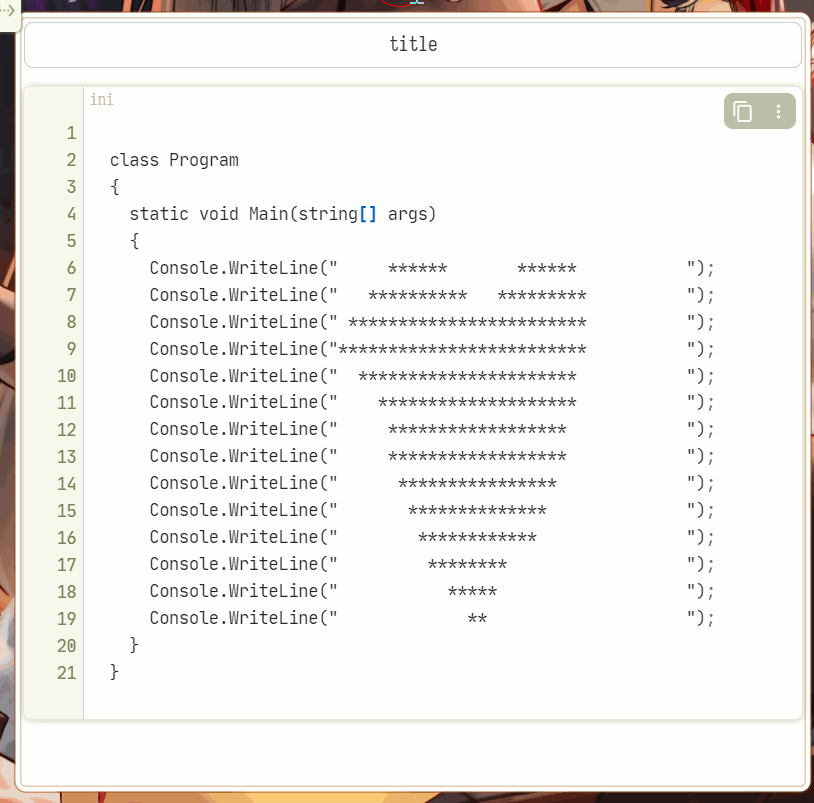 title
ini
1
2 class Program
3 {
4   static void Main(string[] args)
5   {
6     Console.WriteLine("     ******       ******           ");
7     Console.WriteLine("   **********   *********          ");
8     Console.WriteLine(" ************************          ");
9     Console.WriteLine("*************************          ");
10     Console.WriteLine("  **********************           ");
11     Console.WriteLine("    ********************           ");
12     Console.WriteLine("     ******************            ");
13     Console.WriteLine("     ******************            ");
14     Console.WriteLine("      ****************             ");
15     Console.WriteLine("       **************              ");
16     Console.WriteLine("        ************               ");
17     Console.WriteLine("         ********                  ");
18     Console.WriteLine("           *****                   ");
19     Console.WriteLine("             **                    ");
20   }
21 }